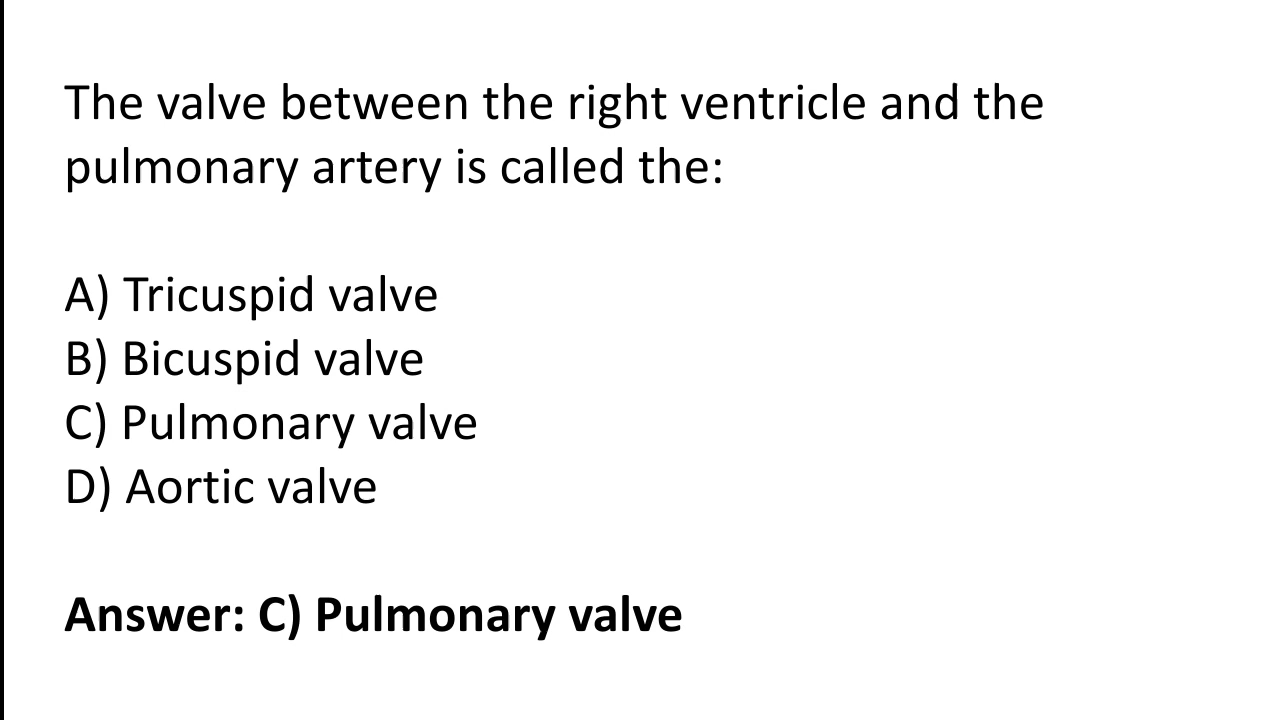 The valve between the right ventricle and the
pulmonary artery is called the:
A) Tricuspid valve
B) Bicuspid valve
C) Pulmonary valve
D) Aortic valve
Answer: C) Pulmonary valve